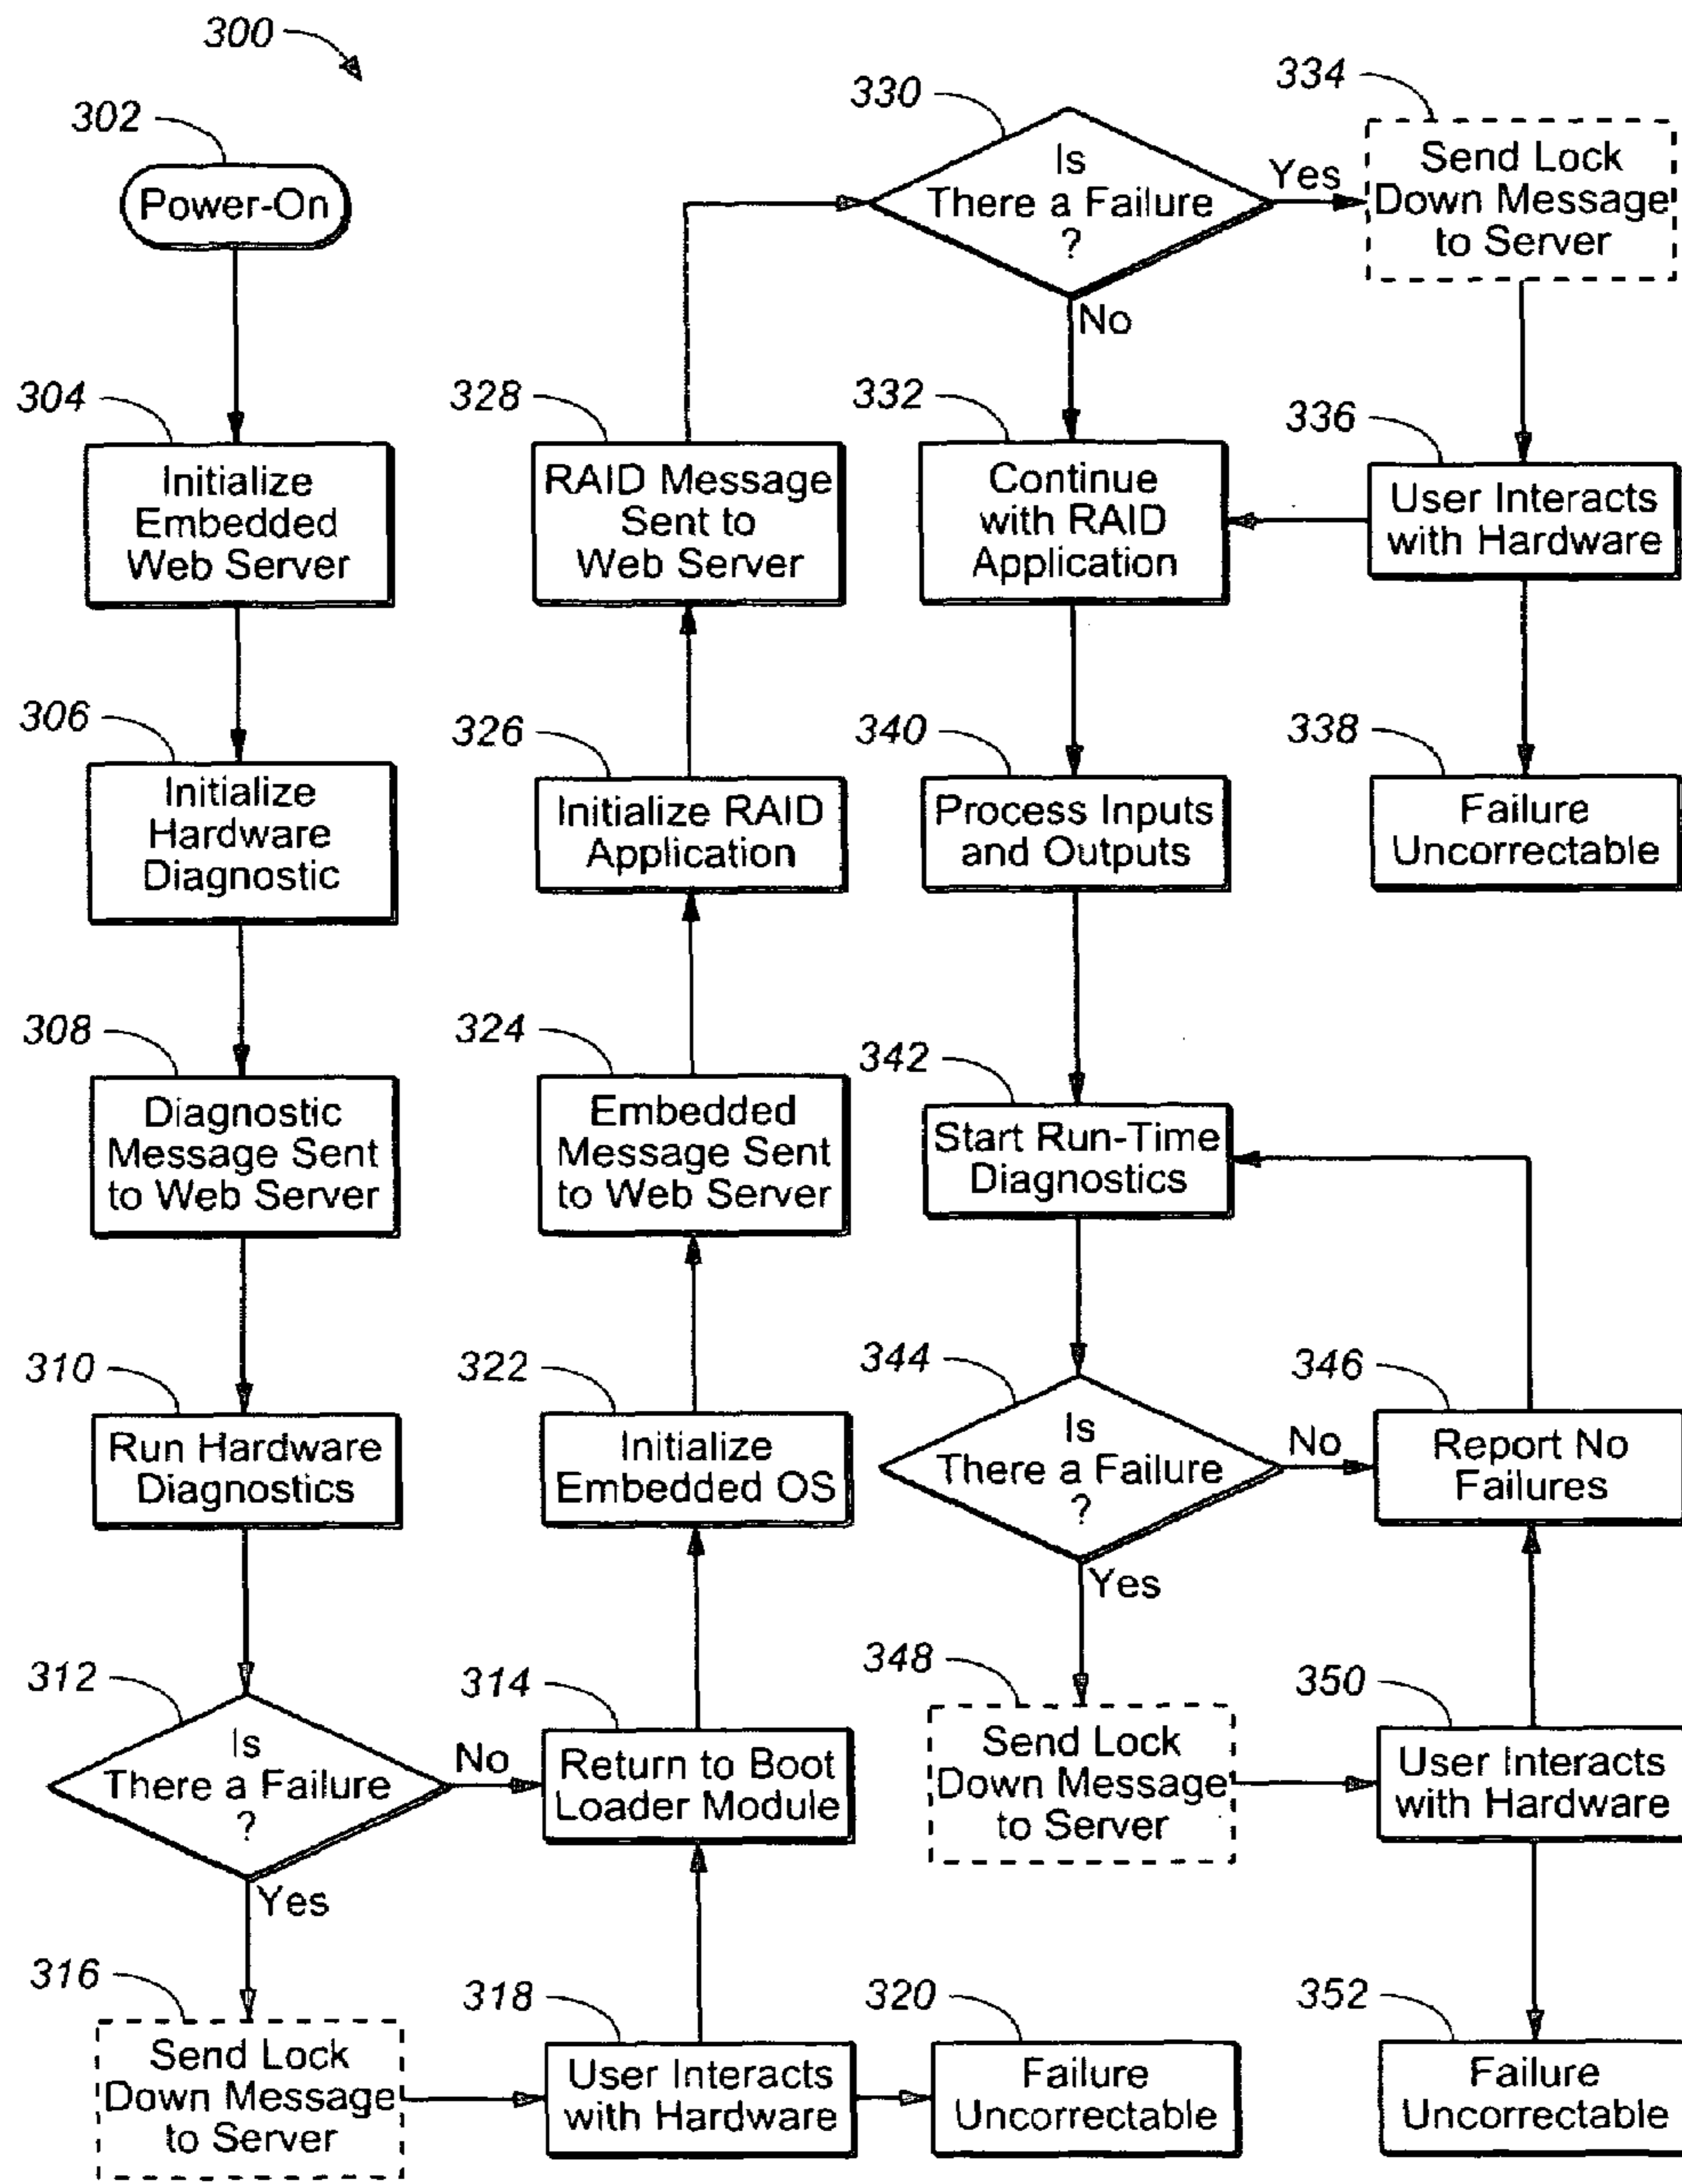 300
302
Power-On
304
Initialize
Embedded
Web Server
306
Initialize
Hardware
Diagnostic
308
Diagnostic
Message Sent
to Web Server
310
Run Hardware
Diagnostics
312
Is
There a Failure
?
No
Yes
314
Return to Boot
Loader Module
316
Send Lock
Down Message
to Server
318
User Interacts
with Hardware
320
Failure
Uncorrectable
322
Initialize
Embedded OS
324
Embedded
Message Sent
to Web Server
326
Initialize RAID
Application
328
RAID Message
Sent to
Web Server
330
Is
There a Failure
?
Yes
No
332
Continue
with RAID
Application
334
Send Lock
Down Message
to Server
336
User Interacts
with Hardware
338
Failure
Uncorrectable
340
Process Inputs
and Outputs
342
Start Run-Time
Diagnostics
344
Is
There a Failure
?
No
Yes
346
Report No
Failures
348
Send Lock
Down Message
to Server
350
User Interacts
with Hardware
352
Failure
Uncorrectable